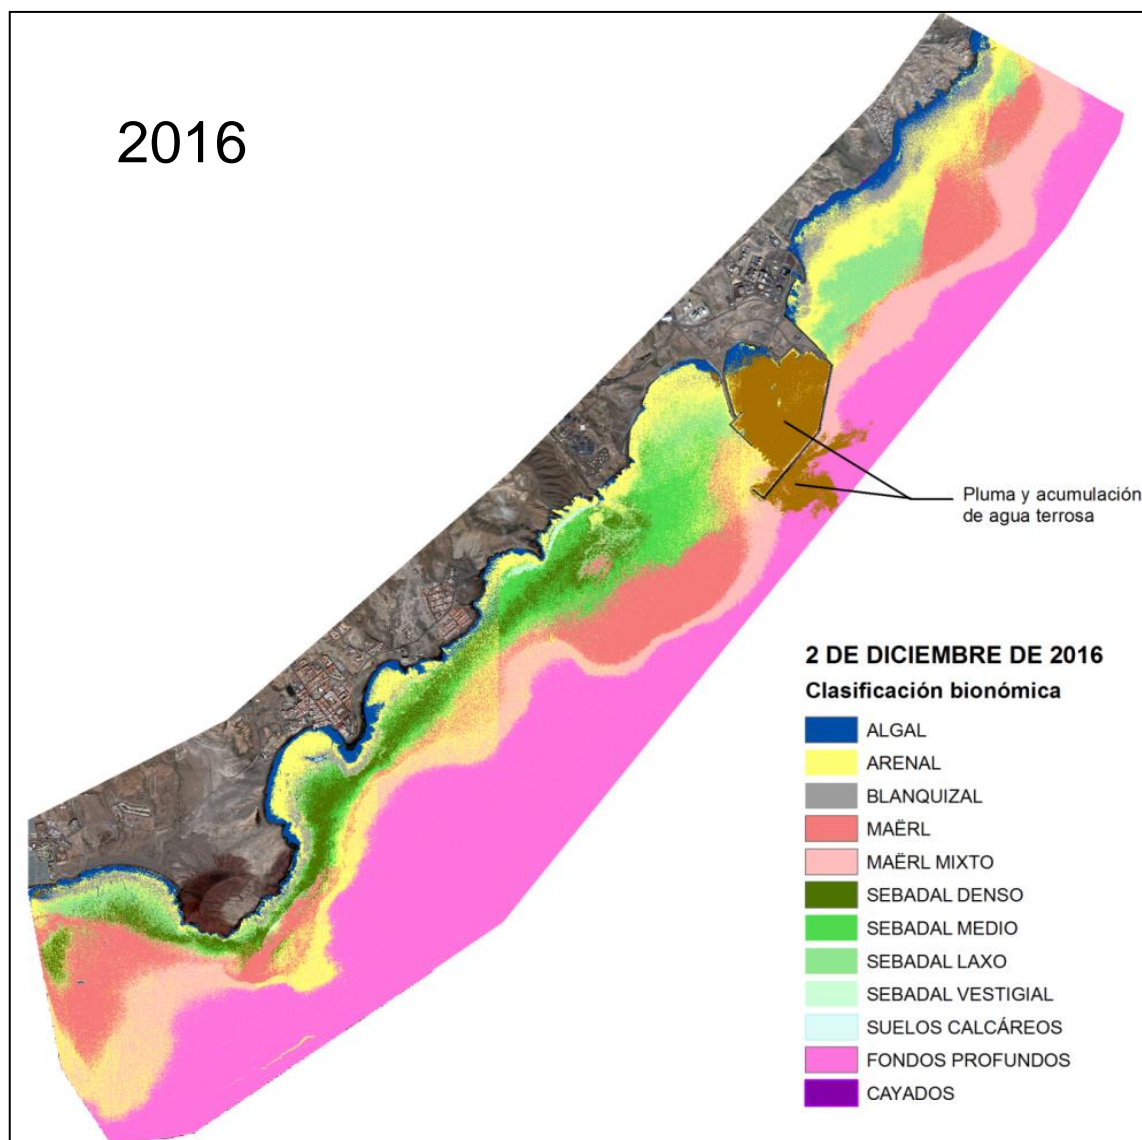 2016
Pluma y acumulación
de agua terrosa
2 DE DICIEMBRE DE 2016
Clasificación bionómica
ALGAL
ARENAL
BLANQUIZAL
MAËRL
MAËRL MIXTO
SEBADAL DENSO
SEBADAL MEDIO
SEBADAL LAXO
SEBADAL VESTIGIAL
SUELOS CALCÁREOS
FONDOS PROFUNDOS
CAYADOS